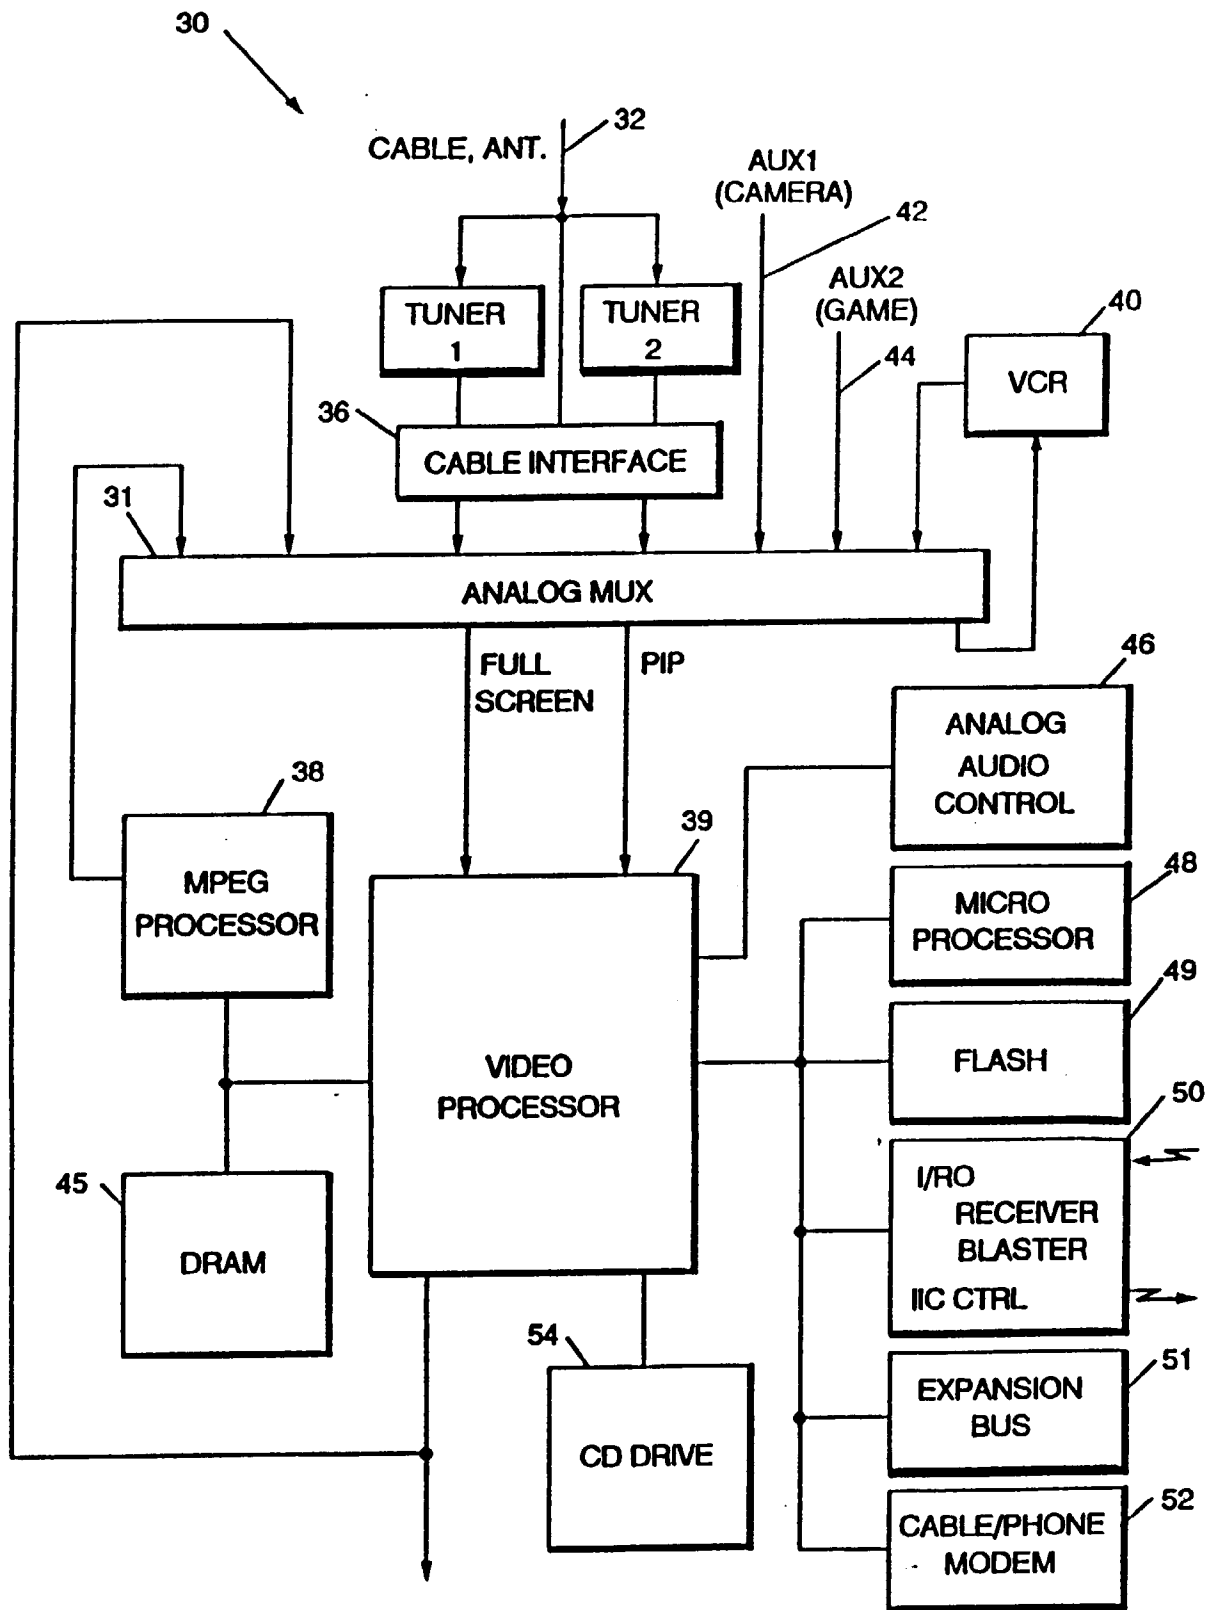 30
32
CABLE, ANT.
AUX1
(CAMERA)
42
AUX2
(GAME)
44
40
VCR
TUNER
1
TUNER
2
36
CABLE INTERFACE
31
ANALOG MUX
FULL
SCREEN
PIP
46
ANALOG
AUDIO
CONTROL
38
MPEG
PROCESSOR
39
VIDEO
PROCESSOR
48
MICRO
PROCESSOR
49
FLASH
50
I/RO
RECEIVER
BLASTER
IIC CTRL
45
DRAM
54
CD DRIVE
51
EXPANSION
BUS
52
CABLE/PHONE
MODEM